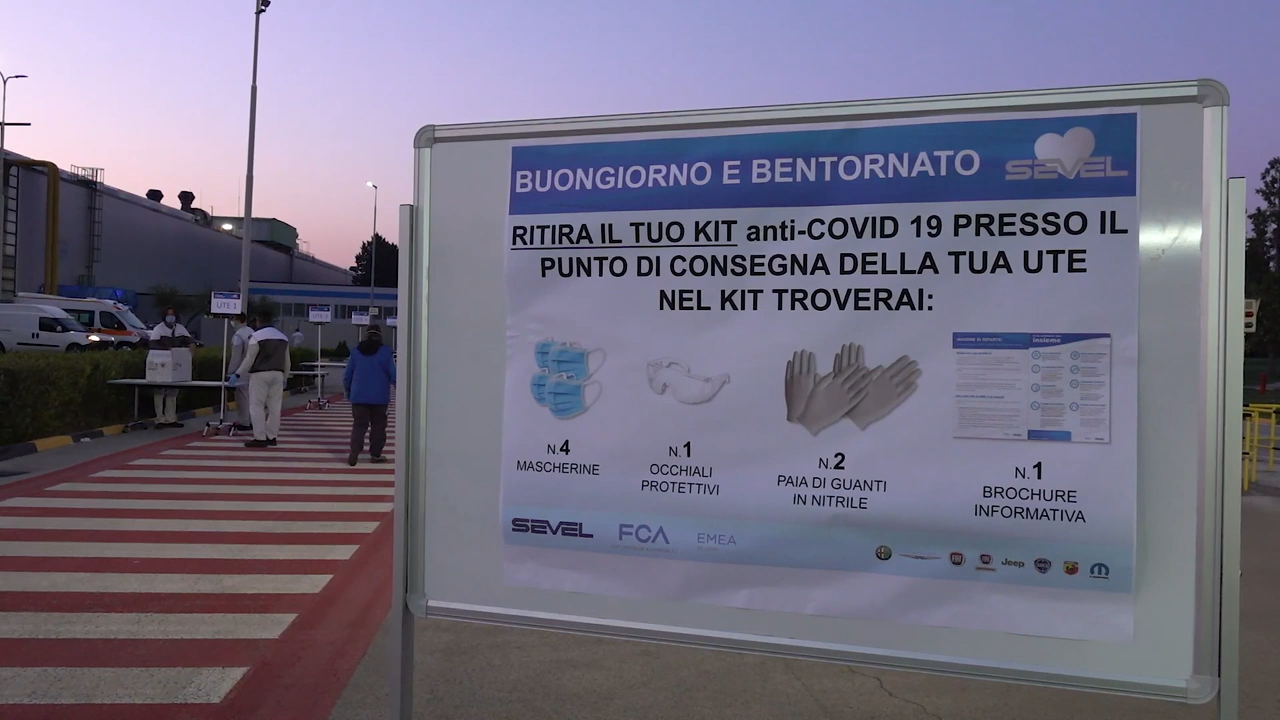 BUONGIORNO E BENTORNATO
SEVEL
RITIRA IL TUO KIT anti-COVID 19 PRESSO IL
PUNTO DI CONSEGNA DELLA TUA UTE
NEL KIT TROVERAI:
insieme
N.4
MASCHERINE
N.1
OCCHIALI
PROTETTIVI
N.2
PAIA DI GUANTI
IN NITRILE
N.1
BROCHURE
INFORMATIVA
SEVEL
FCA
EMEA
Jeep
UTE 1